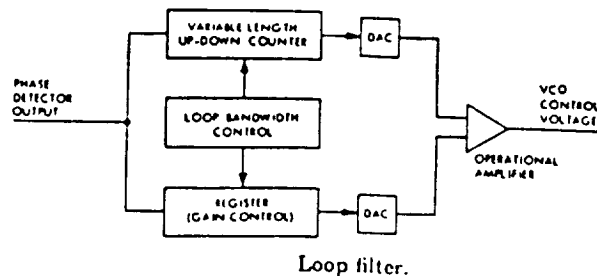 VARIABLE LENGTH
UP-DOWN COUNTER
DAC
PHASE
DETECTOR
OUTPUT
LOOP BANDWIDTH
CONTROL
VCO
CONTROL
VOLTAGE
OPERATIONAL
AMPLIFIER
REGISTER
(GAIN CONTROL)
DAC
Loop filter.